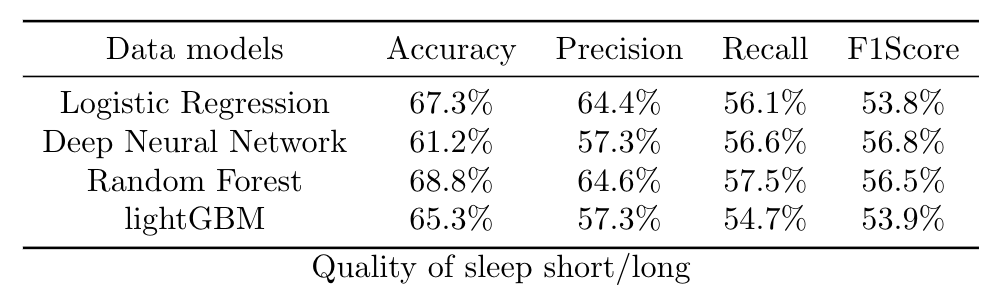 Data models Accuracy Precision Recall F1Score
Logistic Regression 67.3% 64.4% 56.1% 53.8%
Deep Neural Network 61.2% 57.3% 56.6% 56.8%
Random Forest 68.8% 64.6% 57.5% 56.5%
lightGBM 65.3% 57.3% 54.7% 53.9%
Quality of sleep short/long